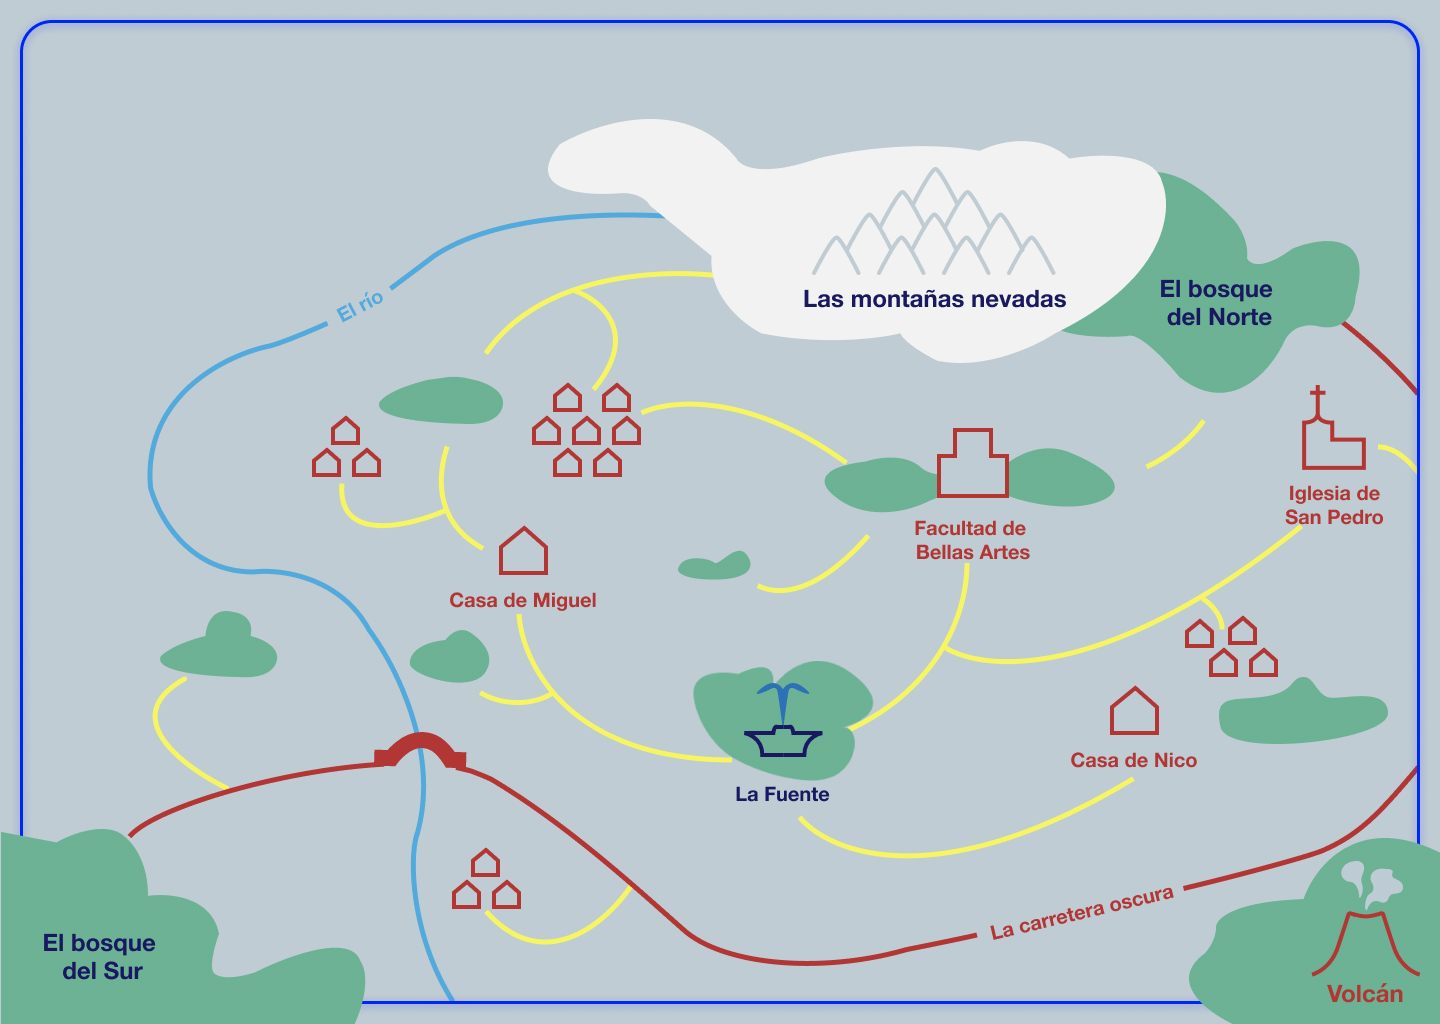 El río
Las montañas nevadas
El bosque
del Norte
Iglesia de
San Pedro
Facultad de
Bellas Artes
Casa de Miguel
La Fuente
Casa de Nico
La carretera oscura
El bosque
del Sur
Volcán